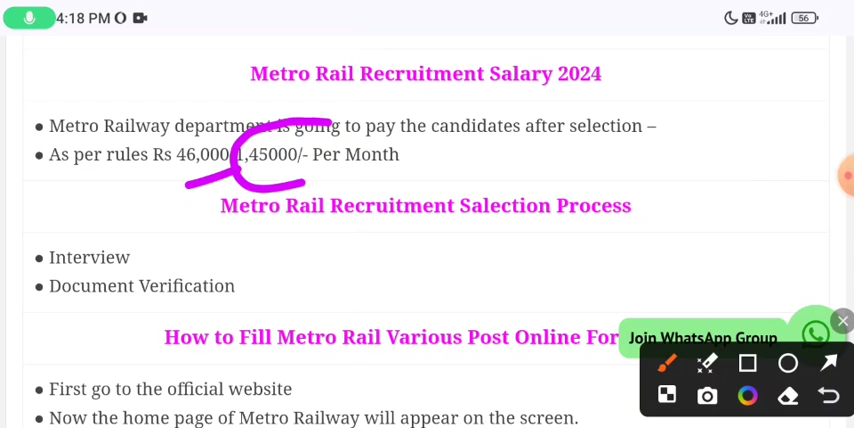 4:18 PM
4G+
56
Metro Rail Recruitment Salary 2024
● Metro Railway department is going to pay the candidates after selection –
● As per rules Rs 46,000/1,45000/- Per Month
Metro Rail Recruitment Salection Process
● Interview
● Document Verification
How to Fill Metro Rail Various Post Online For
Join WhatsApp Group
● First go to the official website
● Now the home page of Metro Railway will appear on the screen.